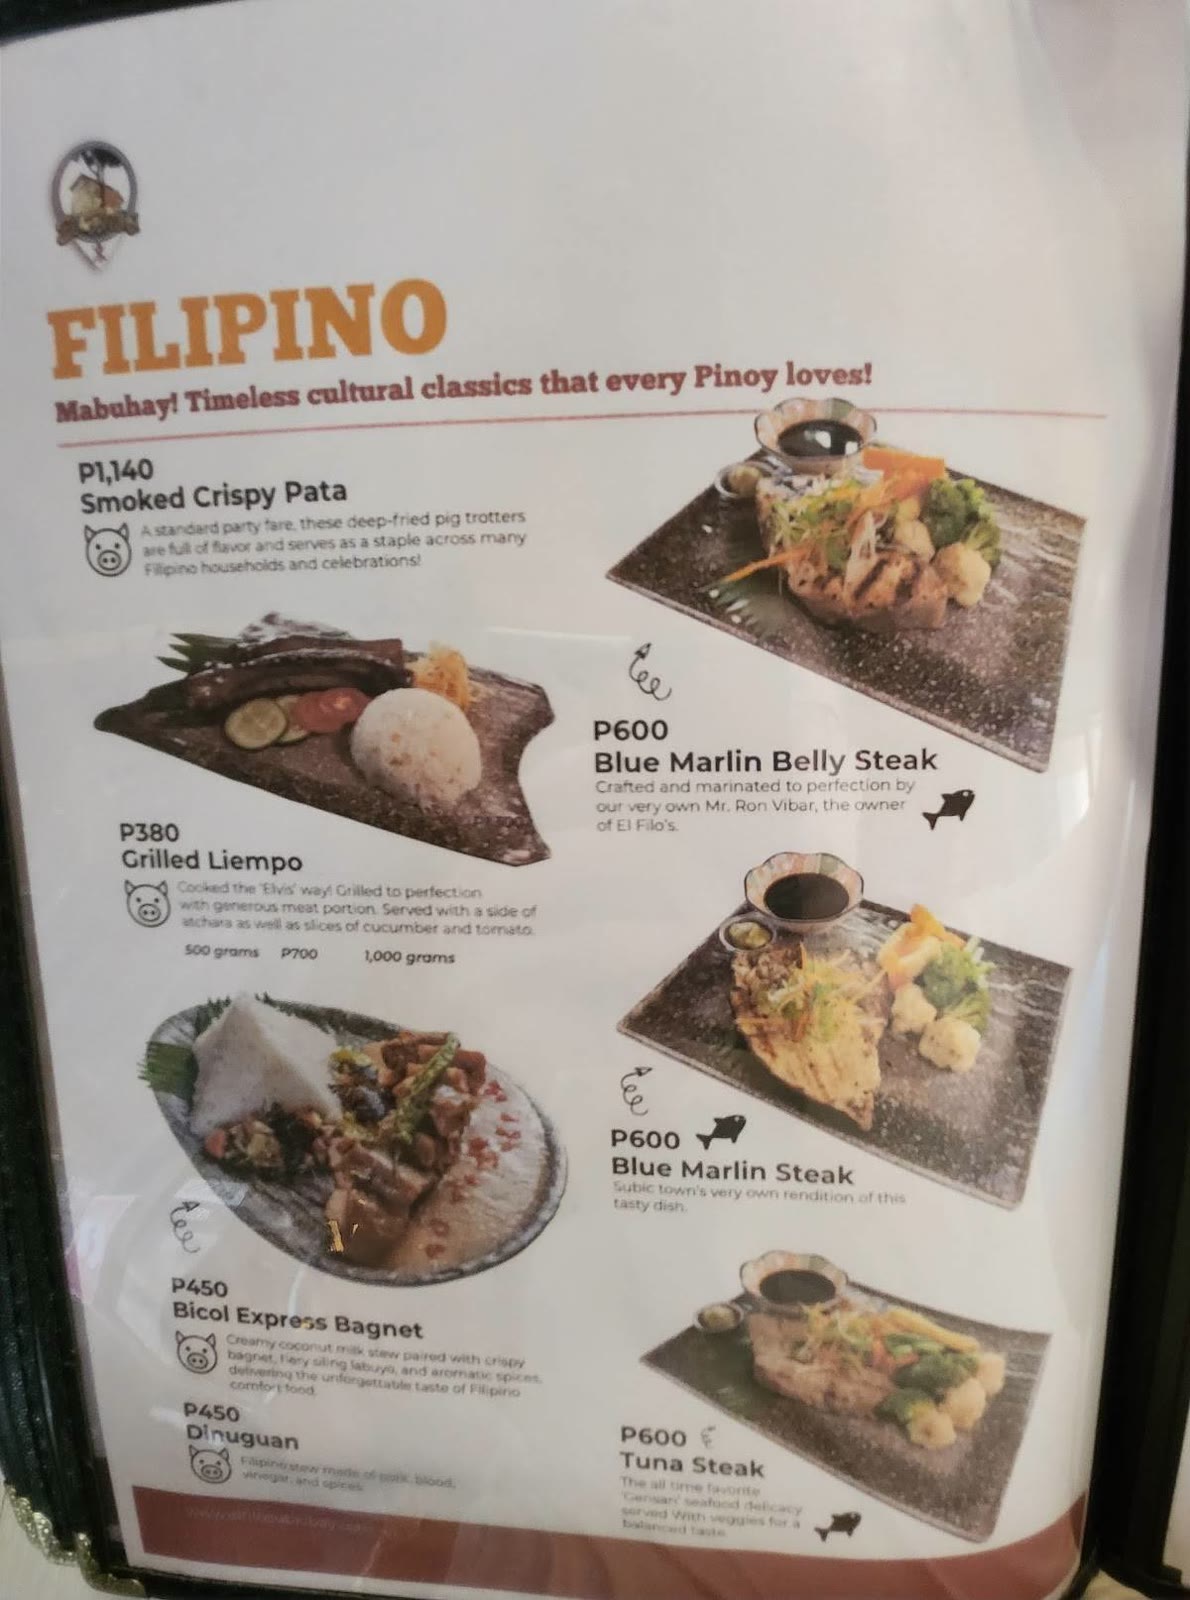 FILIPINO
Mabuhay! Timeless cultural classics that every Pinoy loves!
P1,140
Smoked Crispy Pata
A standard party fare, these deep-fried pig trotters
are full of flavor and serves as a staple across many
Filipino households and celebrations!
P380
Grilled Liempo
Cooked the 'Elvis' way! Grilled to perfection
with generous meat portion. Served with a side of
atchara as well as slices of cucumber and tomato.
500 grams P700 1,000 grams
P450
Bicol Express Bagnet
Creamy coconut milk stew paired with crispy
bagnet, fiery siling labuyo, and aromatic spices,
delivering the unforgettable taste of Filipino
comfort food.
P450
Dinuguan
Filipino stew made of pork, blood,
vinegar, and spices.
P600
Blue Marlin Belly Steak
Crafted and marinated to perfection by
our very own Mr. Ron Vibar, the owner
of El Filo's.
P600
Blue Marlin Steak
Subic town's very own rendition of this
tasty dish.
P600
Tuna Steak
The all time favorite
'Gensan' seafood delicacy
served With veggies for a
balanced taste.